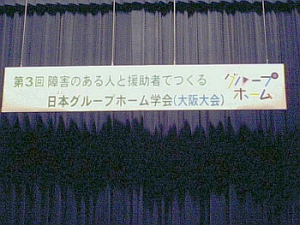 第3回 障害のある人と援助者でつくる
日本グループホーム学会(大阪大会)
グループ
ホーム